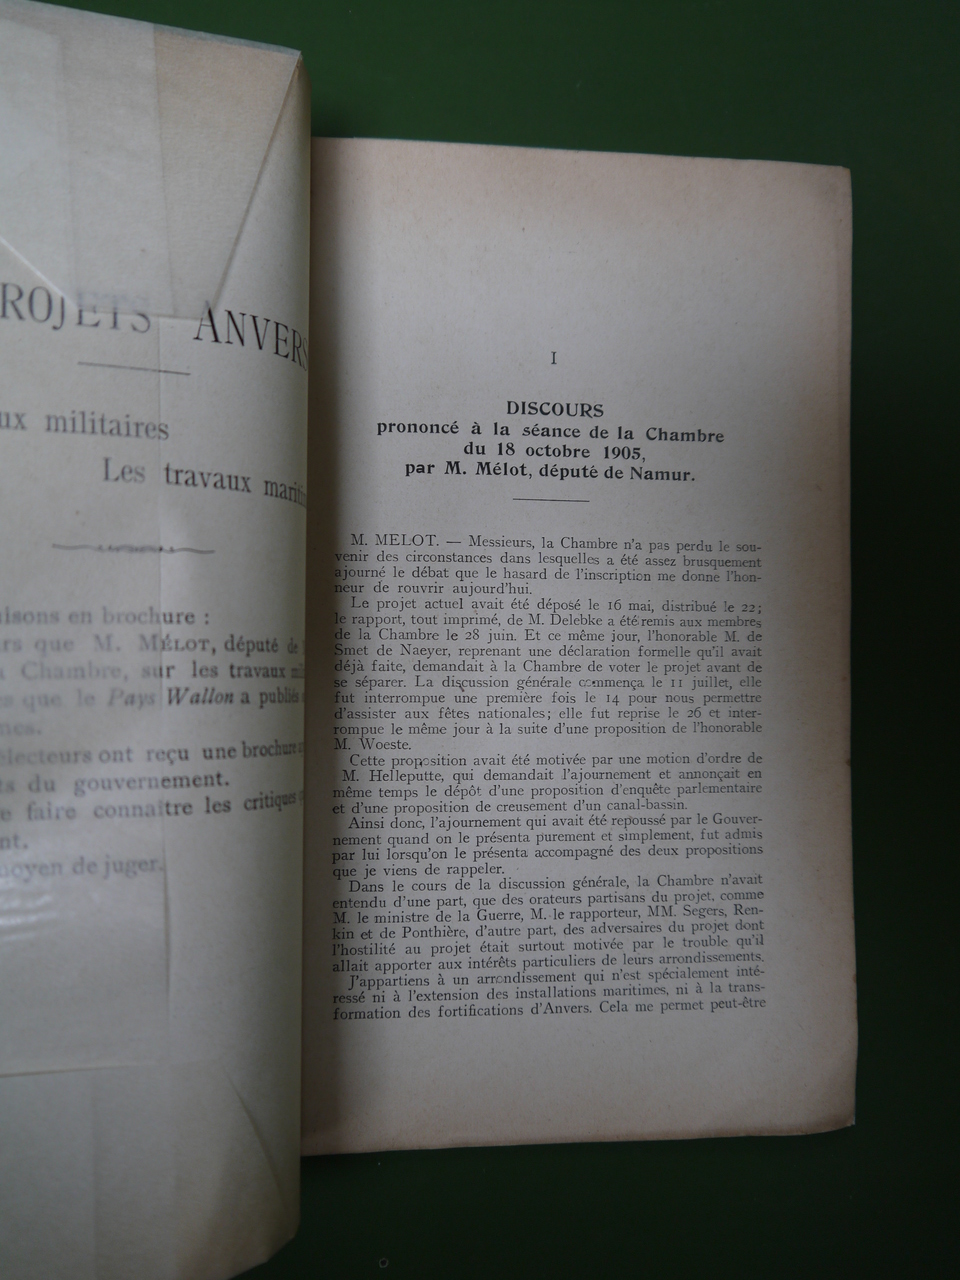 ROJETS ANVERS
ux militaires
Les travaux marit
isons en brochure :
rs que M. MÉLOT, député de
a Chambre, sur les travaux
s que le Pays Wallon a publiés
nes.
électeurs ont reçu une brochure
ts du gouvernement.
e faire connaître les critiques
nt.
moyen de juger.
I
DISCOURS
prononcé à la séance de la Chambre
du 18 octobre 1905,
par M. Mélot, député de Namur.
M. MELOT. — Messieurs, la Chambre n'a pas perdu le sou-
venir des circonstances dans lesquelles a été assez brusquement
ajourné le débat que le hasard de l'inscription me donne l'hon-
neur de rouvrir aujourd'hui.
Le projet actuel avait été déposé le 16 mai, distribué le 22;
le rapport, tout imprimé, de M. Delebke a été remis aux membres
de la Chambre le 28 juin. Et ce même jour, l'honorable M. de
Smet de Naeyer, reprenant une déclaration formelle qu'il avait
déjà faite, demandait à la Chambre de voter le projet avant de
se séparer. La discussion générale commença le 11 juillet, elle
fut interrompue une première fois le 14 pour nous permettre
d'assister aux fêtes nationales; elle fut reprise le 26 et inter-
rompue le même jour à la suite d'une proposition de l'honorable
M. Woeste.
Cette proposition avait été motivée par une motion d'ordre de
M. Helleputte, qui demandait l'ajournement et annonçait en
même temps le dépôt d'une proposition d'enquête parlementaire
et d'une proposition de creusement d'un canal-bassin.
Ainsi donc, l'ajournement qui avait été repoussé par le Gouver-
nement quand on le présenta purement et simplement, fut admis
par lui lorsqu'on le présenta accompagné des deux propositions
que je viens de rappeler.
Dans le cours de la discussion générale, la Chambre n'avait
entendu d'une part, que des orateurs partisans du projet, comme
M. le ministre de la Guerre, M. le rapporteur, MM. Segers, Ren-
kin et de Ponthière, d'autre part, des adversaires du projet dont
l'hostilité au projet était surtout motivée par le trouble qu'il
allait apporter aux intérêts particuliers de leurs arrondissements.
J'appartiens à un arrondissement qui n'est spécialement inté-
ressé ni à l'extension des installations maritimes, ni à la trans-
formation des fortifications d'Anvers. Cela me permet peut-être